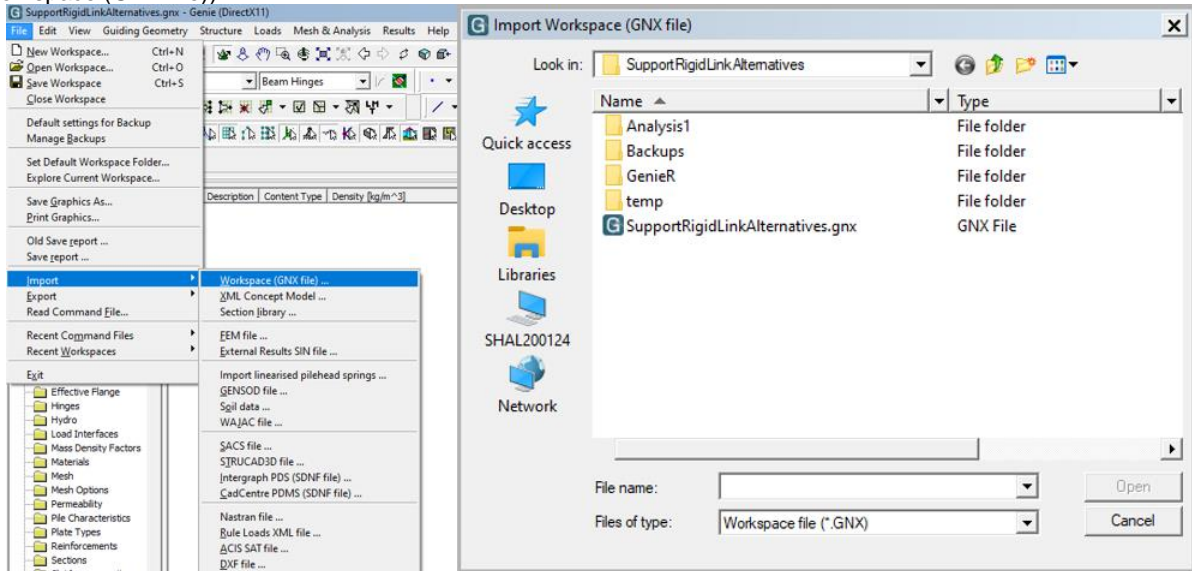 SupportRigidLinkAlternatives.gnx - Genie (DirectX11)
File Edit View Guiding Geometry Structure Loads Mesh & Analysis Results Help
New Workspace... Ctrl+N
Open Workspace... Ctrl+O
Save Workspace Ctrl+S
Close Workspace
Default settings for Backup
Manage Backups
Set Default Workspace Folder...
Explore Current Workspace...
Save Graphics As...
Print Graphics...
Old Save report ...
Save report ...
Import
Export
Read Command File...
Recent Command Files
Recent Workspaces
Exit
Beam Hinges
Description Content Type Density [kg/m^3]
Workspace (GNX file) ...
XML Concept Model ...
Section library ...
FEM file ...
External Results SIN file ...
Import linearised pilehead springs ...
GENSOD file ...
Soil data ...
WAJAC file ...
SACS file ...
STRUCAD3D file ...
Intergraph PDS (SDNF file) ...
CadCentre PDMS (SDNF file) ...
Nastran file ...
Rule Loads XML file ...
ACIS SAT file ...
DXF file ...
Effective Flange
Hinges
Hydro
Load Interfaces
Mass Density Factors
Materials
Mesh
Mesh Options
Permeability
Pile Characteristics
Plate Types
Reinforcements
Sections
Import Workspace (GNX file)
Look in: SupportRigidLinkAlternatives
Name Type
Analysis1 File folder
Backups File folder
GenieR File folder
temp File folder
SupportRigidLinkAlternatives.gnx GNX File
Quick access
Desktop
Libraries
SHAL200124
Network
File name: Open
Files of type: Workspace file (*.GNX) Cancel